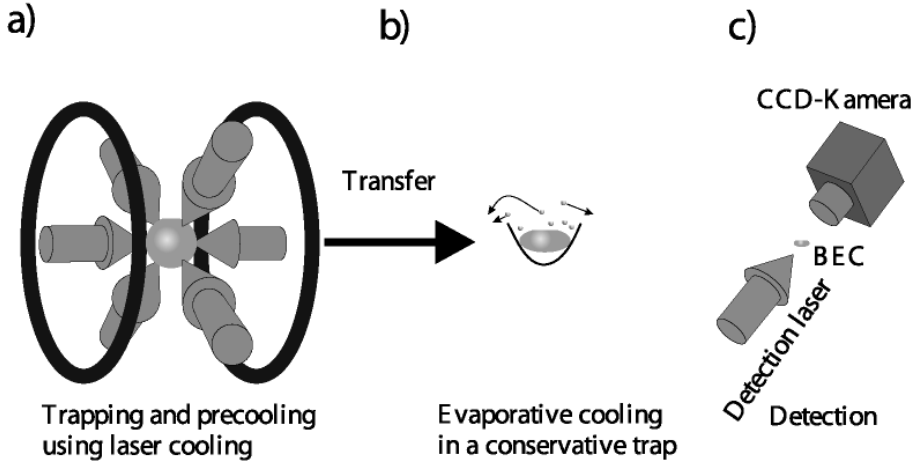 a)
b)
c)
CCD-Kamera
Transfer
BEC
Detection laser
Trapping and precooling
using laser cooling
Evaporative cooling
in a conservative trap
Detection